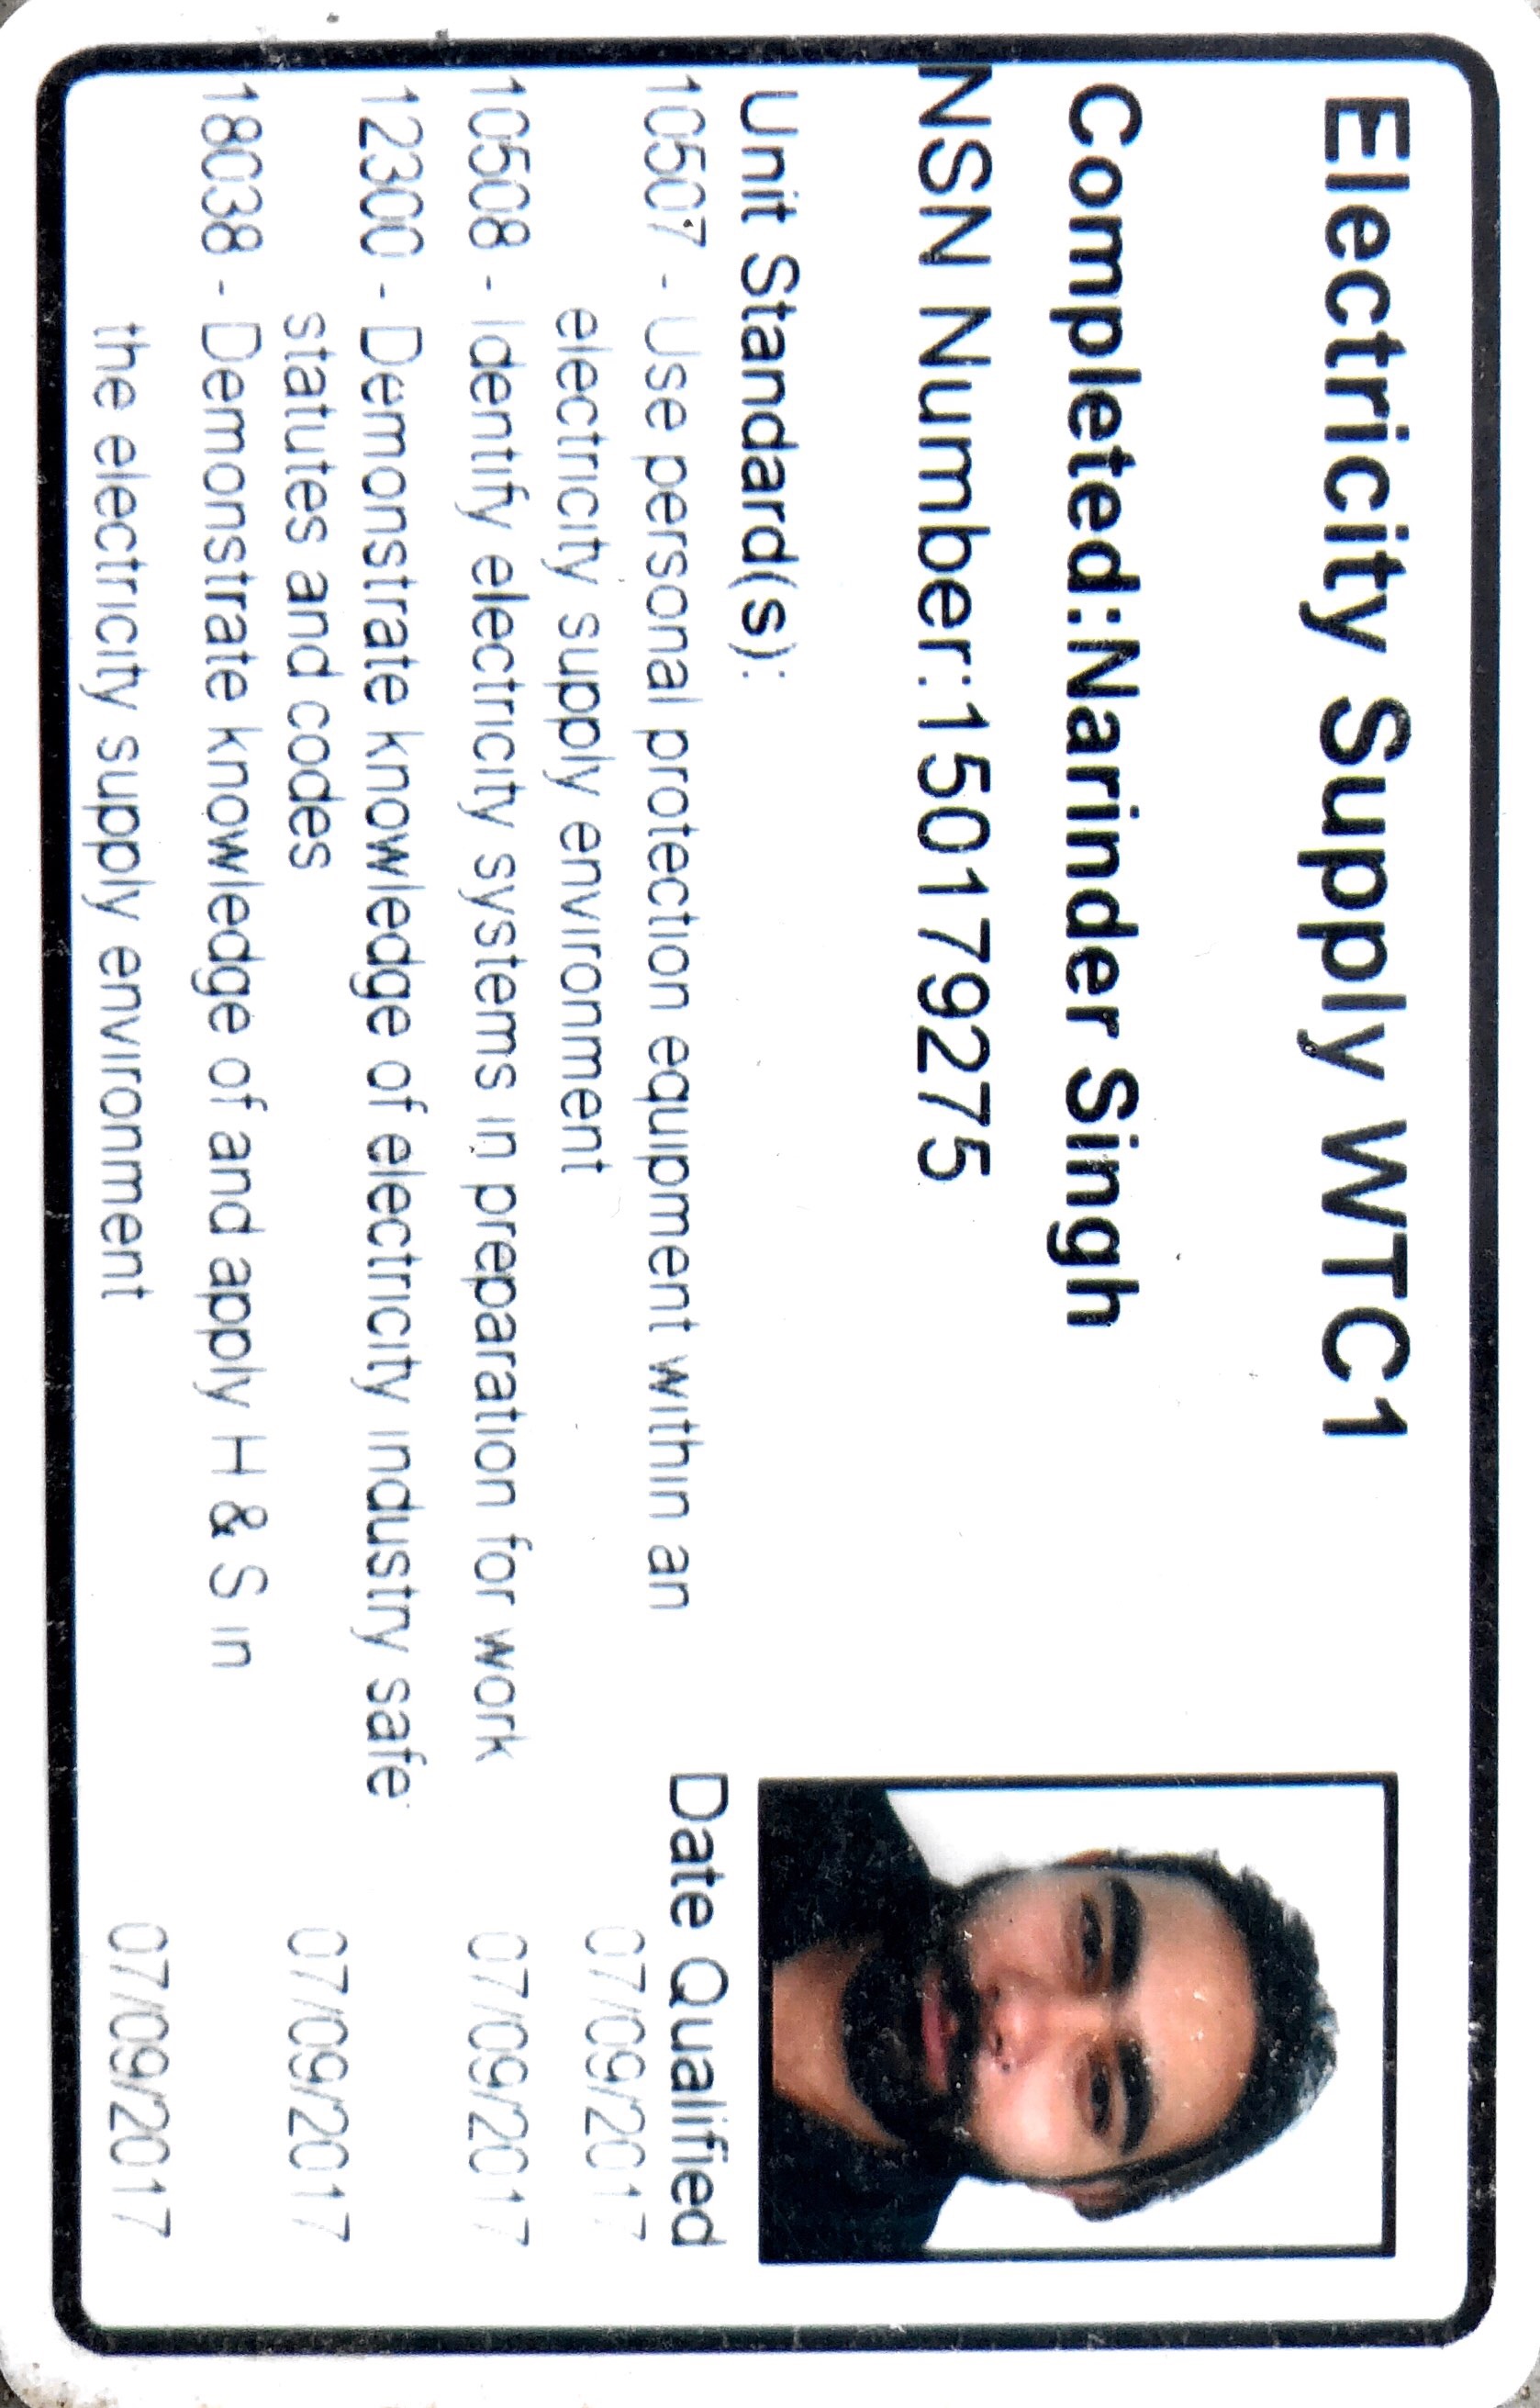 Electricity Supply WTC1
Completed:Narinder Singh
NSN Number:150179275
Unit Standard(s):
Date Qualified
10507 - Use personal protection equipment within an
electricity supply environment 07/09/2017
10508 - Identify electricity systems in preparation for work 07/09/2017
12300 - Demonstrate knowledge of electricity industry safe
statutes and codes 07/09/2017
18038 - Demonstrate knowledge of and apply H & S in
the electricity supply environment 07/09/2017